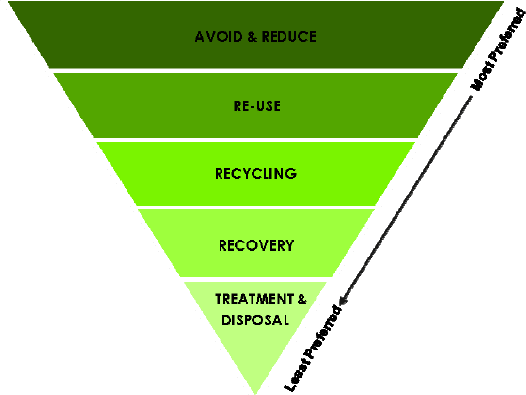 AVOID & REDUCE
RE-USE
RECYCLING
RECOVERY
TREATMENT &
DISPOSAL
Most Preferred
Least Preferred